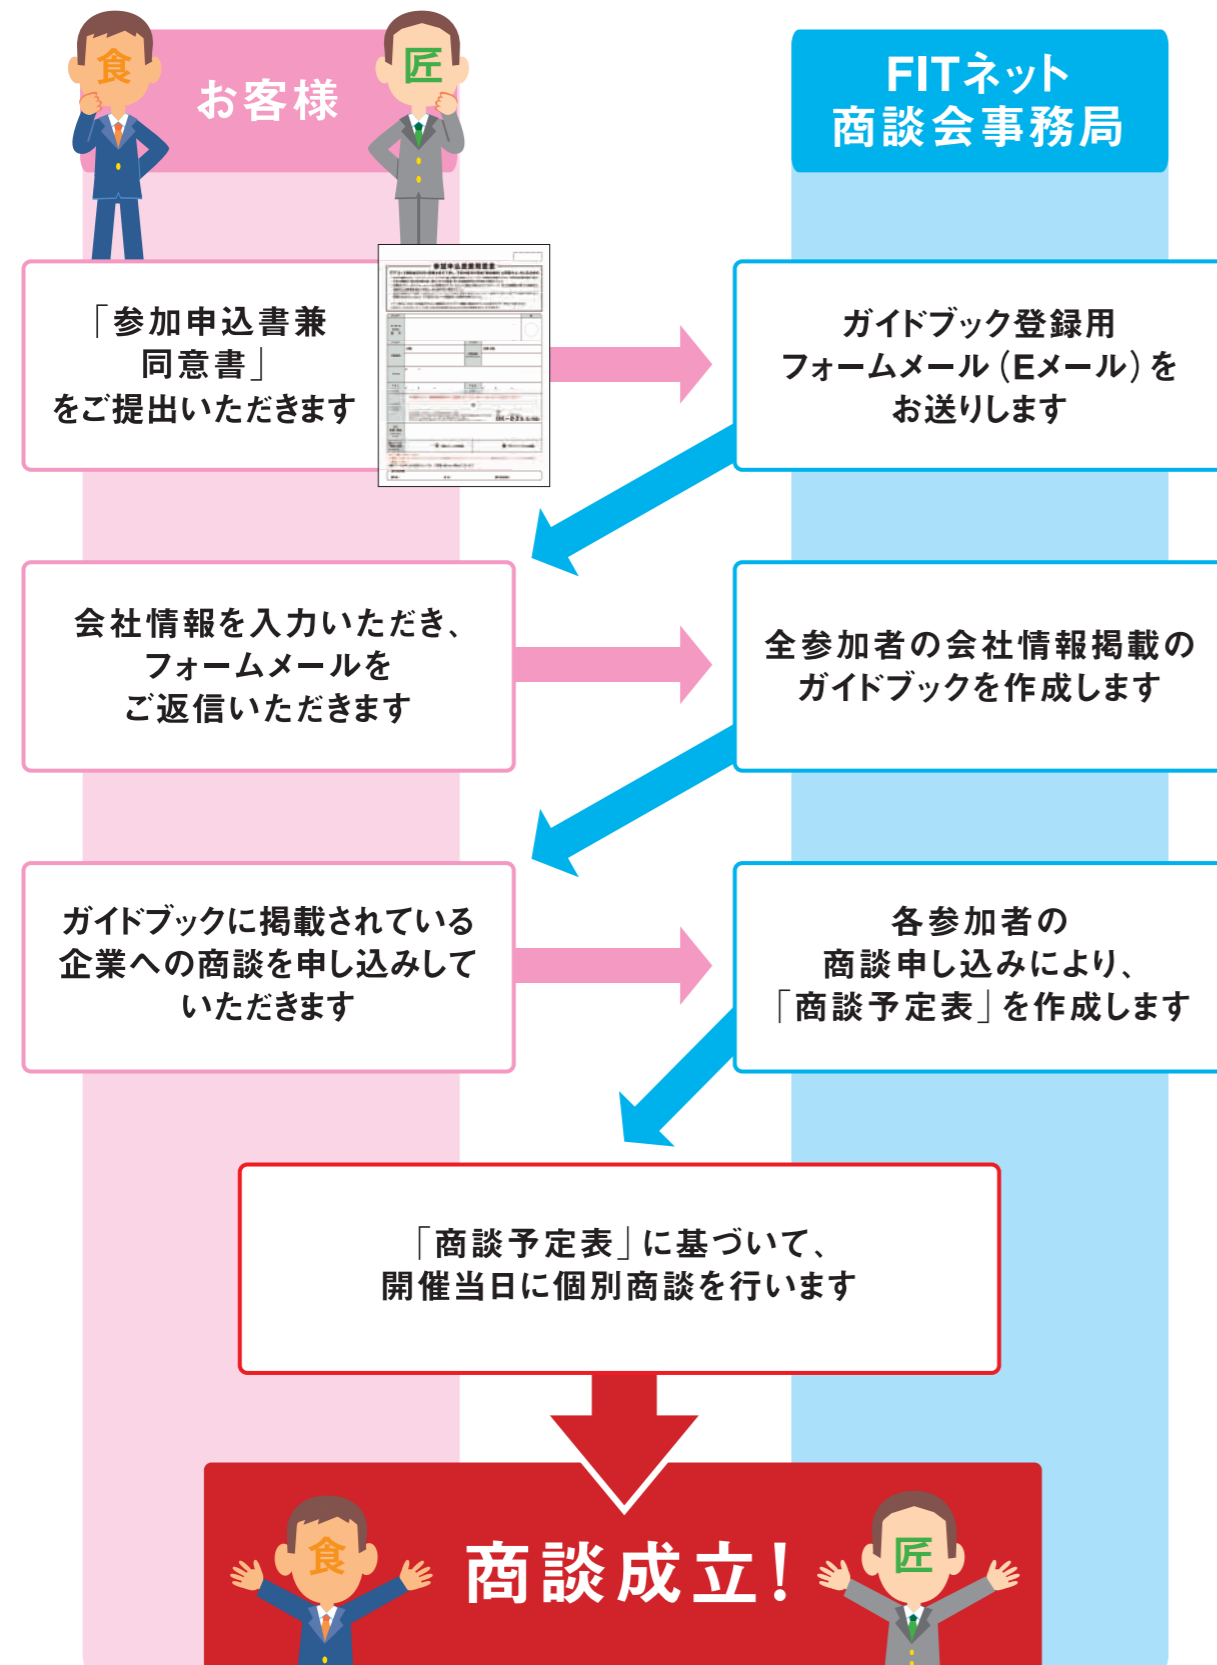 食
お客様
匠
FITネット
商談会事務局
「参加申込書兼
同意書」
をご提出いただきます
参加申込書兼同意書
ガイドブック登録用
フォームメール(Eメール)を
お送りします
会社情報を入力いただき、
フォームメールを
ご返信いただきます
全参加者の会社情報掲載の
ガイドブックを作成します
ガイドブックに掲載されている
企業への商談を申し込みして
いただきます
各参加者の
商談申し込みにより、
「商談予定表」を作成します
「商談予定表」に基づいて、
開催当日に個別商談を行います
食
商談成立!
匠